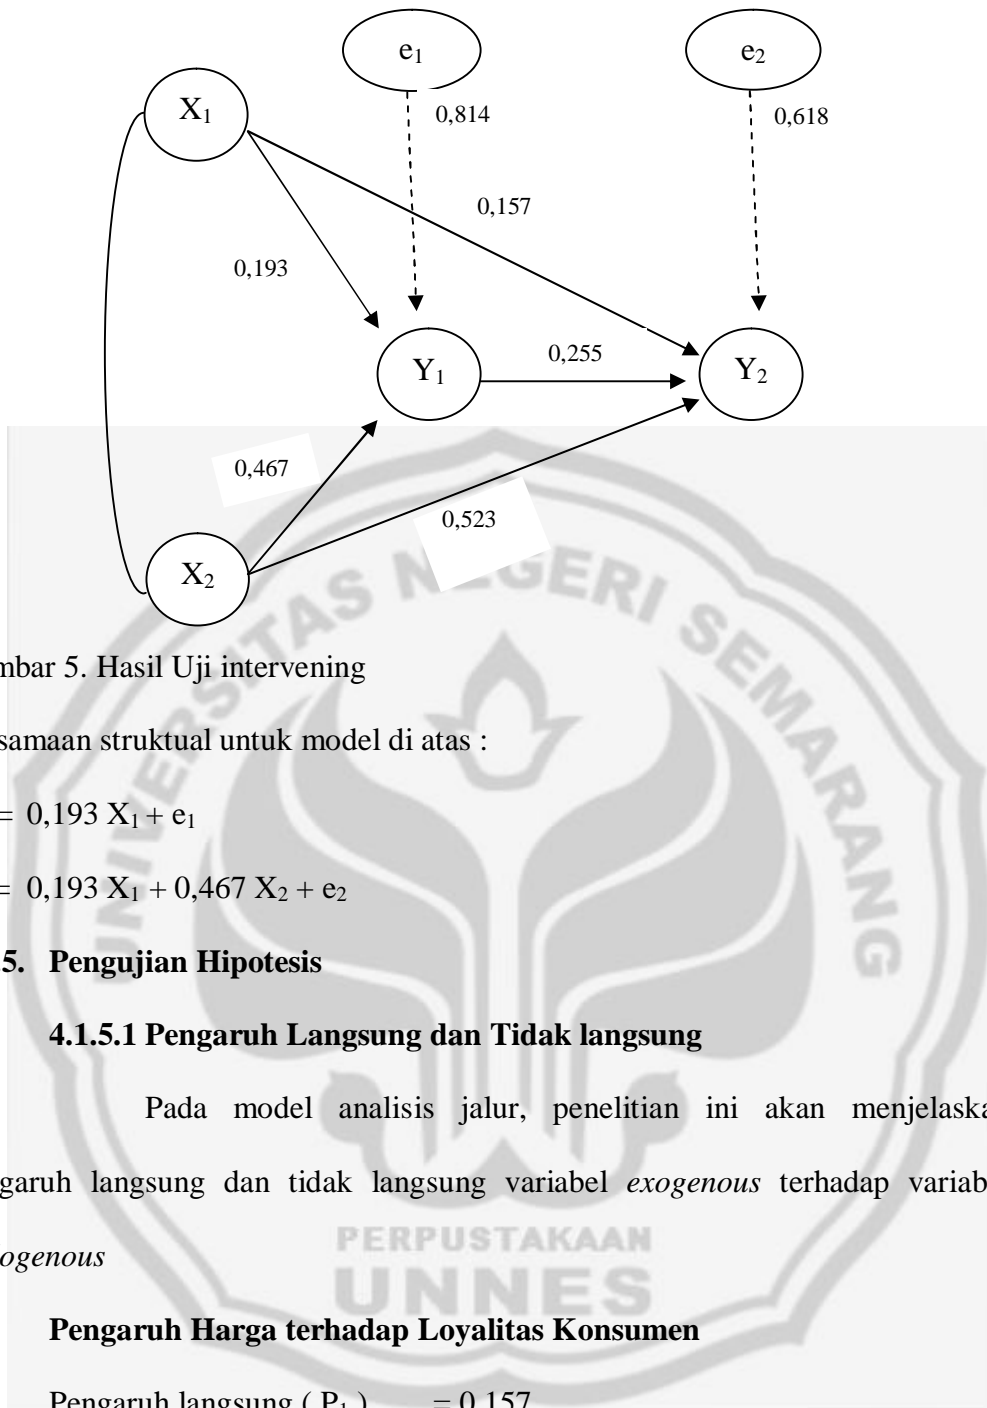 e₁
e₂
X₁
0,814
0,618
0,157
0,193
0,255
Y₁
Y₂
0,467
0,523
X₂
UNIVERSITAS NEGERI SEMARANG
mbar 5. Hasil Uji intervening
samaan struktual untuk model di atas :
= 0,193 X₁ + e₁
= 0,193 X₁ + 0,467 X₂ + e₂
5. Pengujian Hipotesis
4.1.5.1 Pengaruh Langsung dan Tidak langsung
Pada model analisis jalur, penelitian ini akan menjelaska
garuh langsung dan tidak langsung variabel exogenous terhadap variab
ogenous
PERPUSTAKAAN
UNNES
Pengaruh Harga terhadap Loyalitas Konsumen
Pengaruh langsung ( P₁ ) = 0,157